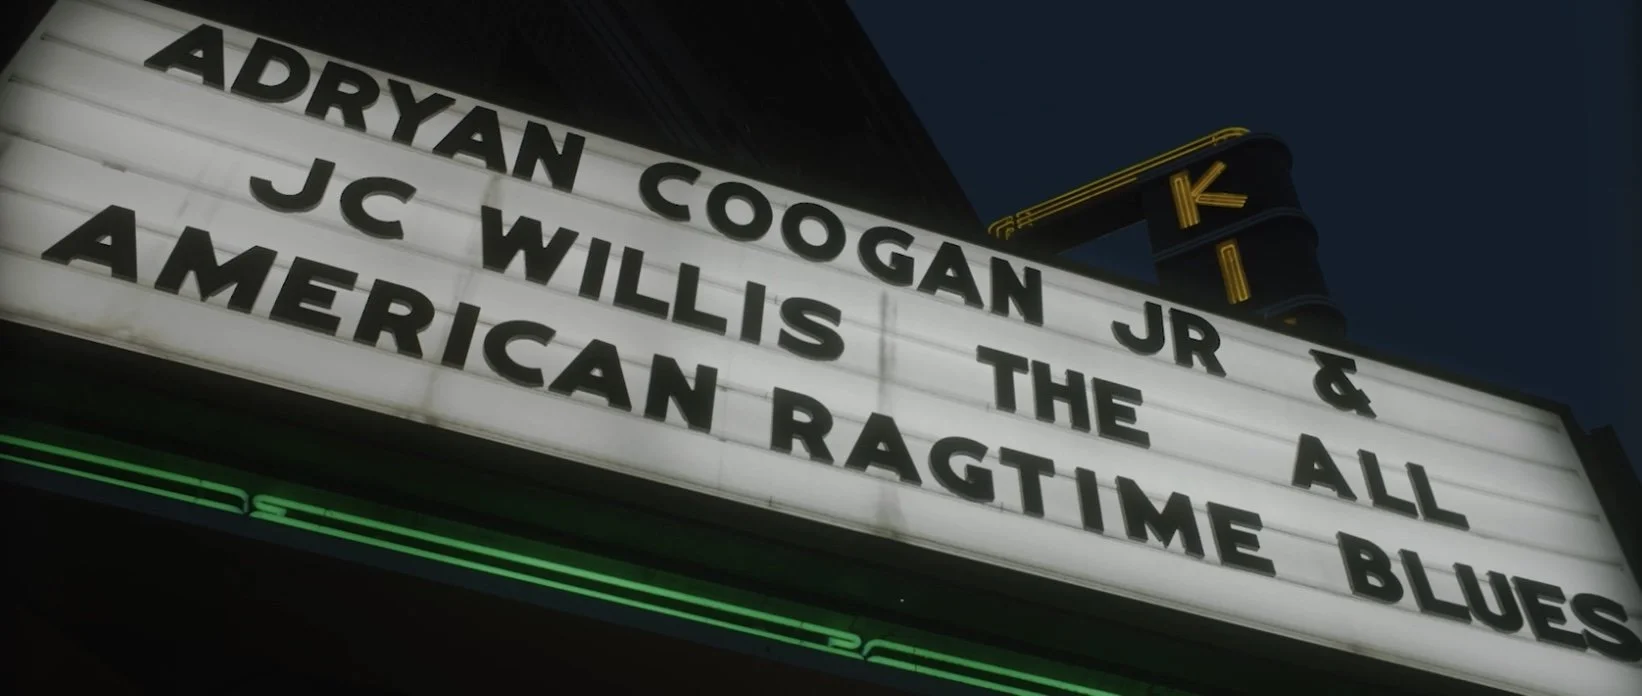 ADRYAN COOGAN JR &
JC WILLIS THE ALL
AMERICAN RAGTIME BLUES
KI